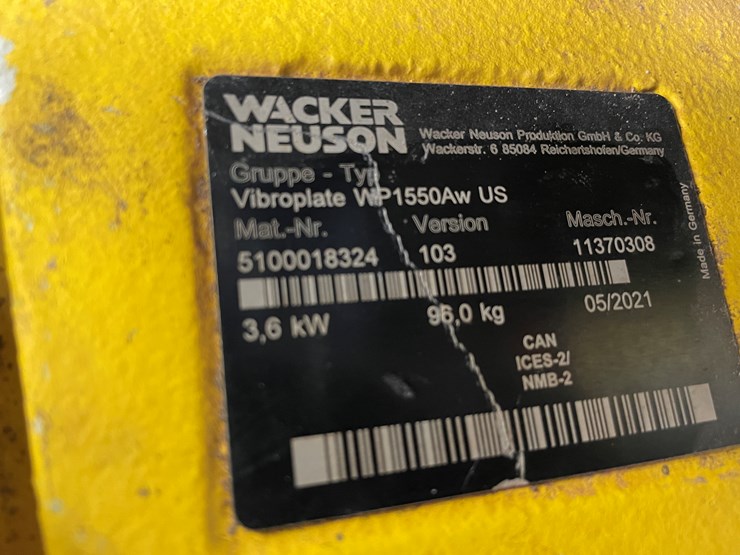 WACKER
NEUSON
Wacker Neuson Produktion GmbH & Co. KG
Wackerstr. 6 85084 Reichertshofen/Germany
Gruppe - Typ
Vibroplate WP1550Aw US
Mat.-Nr. Version Masch.-Nr.
5100018324 103 11370308
3,6 kW 96,0 kg 05/2021
CAN
ICES-2/
NMB-2
Made in Germany